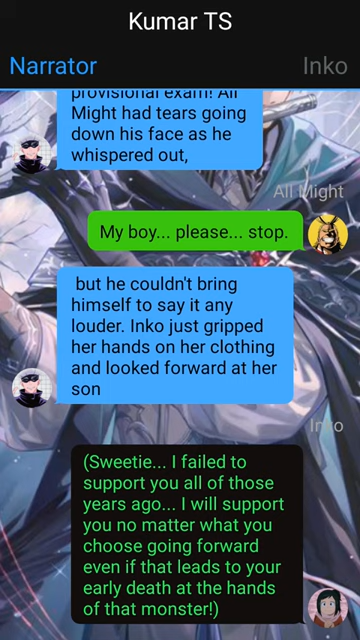 Kumar TS
Narrator
Inko
provisional exam! All
Might had tears going
down his face as he
whispered out,
All Might
My boy... please... stop.
but he couldn't bring
himself to say it any
louder. Inko just gripped
her hands on her clothing
and looked forward at her
son
Inko
(Sweetie... I failed to
support you all of those
years ago... I will support
you no matter what you
choose going forward
even if that leads to your
early death at the hands
of that monster!)